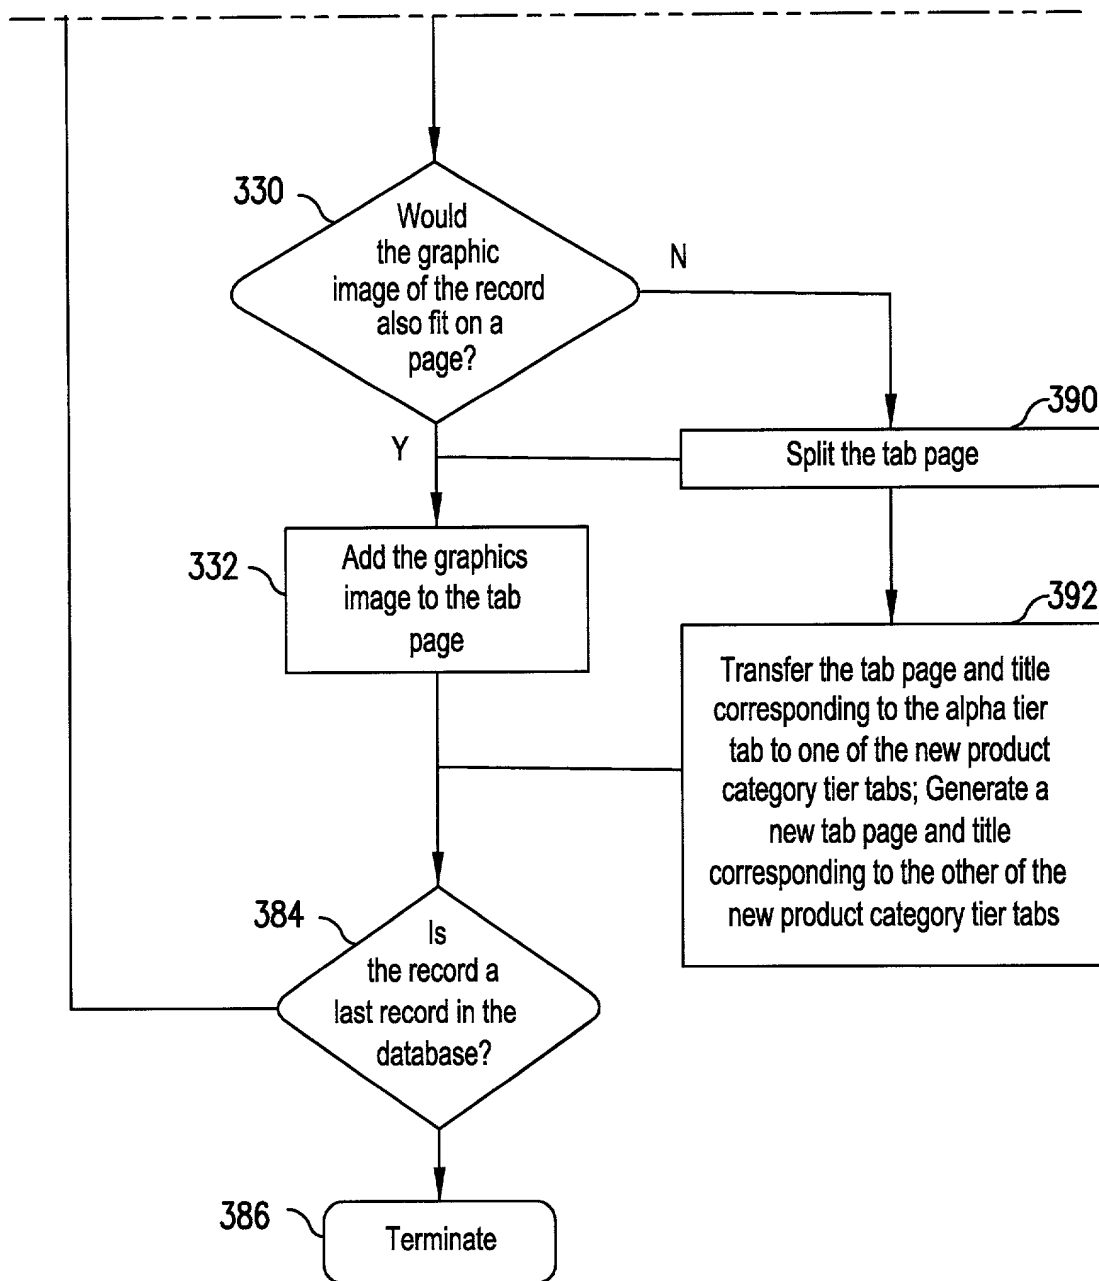 330
Would
the graphic
image of the record
also fit on a
page?
N
Y
390
Split the tab page
332
Add the graphics
image to the tab
page
392
Transfer the tab page and title
corresponding to the alpha tier
tab to one of the new product
category tier tabs; Generate a
new tab page and title
corresponding to the other of the
new product category tier tabs
384
Is
the record a
last record in the
database?
386
Terminate